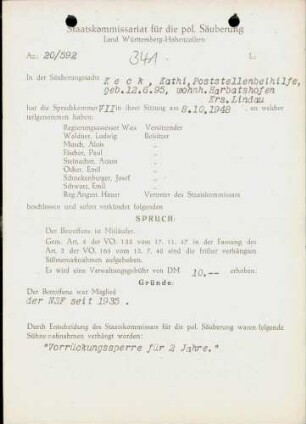 Staatskommissariat für die pol. Säuberung
Land Württemberg-Hohenzollern
Az: 20/592
341
L:
In der Säuberungssache Keck, Kathi, Poststellenbeihilfe,
geb. 12.6.95, wohnh. Harbatshofen
Krs. Lindau
hat die Spruchkammer VII in ihrer Sitzung am 8.10.1948 , an welcher
teilgenommen haben:
Regierungsassessor Wax Vorsitzender
Waldner, Ludwig Beisitzer
Musch, Alois "
Fischer, Paul "
Steinacher, Anton "
Ocker, Emil "
Schneckenburger, Josef "
Schwarz, Emil "
Reg.Amtann Hauer Vertreter des Staatskommissars
beschlossen und sofort verkündet folgenden
SPRUCH:
Der Betroffene ist Mitläufer.
Gem. Art. 4 der VO. 133 vom 17. 11. 47 in der Fassung des
Art. 2 der VO. 165 vom 13. 7. 48 sind die früher verhängten
Sühnemaßnahmen aufgehoben.
Es wird eine Verwaltungsgebühr von DM 10.-- erhoben.
Gründe:
Der Betroffene war Mitglied
der NSF seit 1935 .
Durch Entscheidung des Staatskommissars für die pol. Säuberung waren folgende
Sühnemaßnahmen verhängt worden:
"Vorrückungssperre für 2 Jahre."